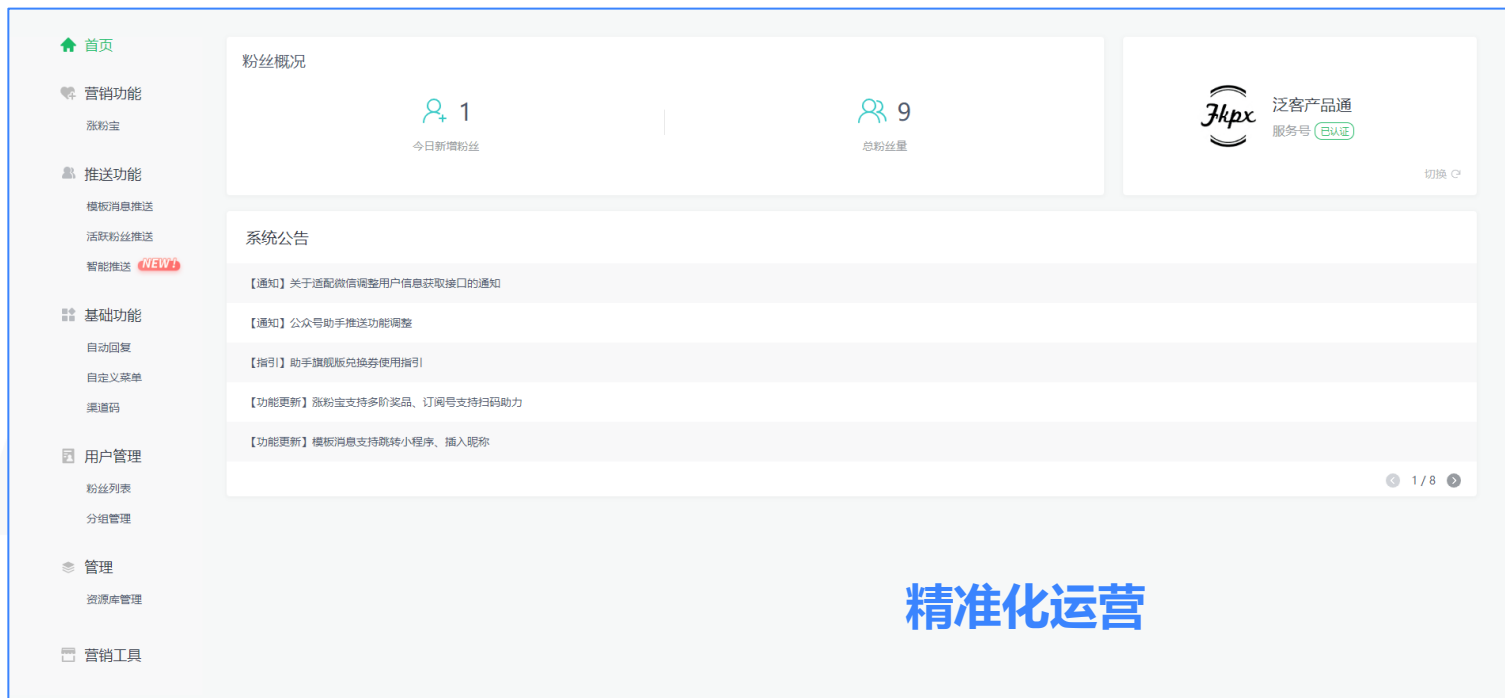 首页
营销功能
涨粉宝
推送功能
模板消息推送
活跃粉丝推送
智能推送 NEW!
基础功能
自动回复
自定义菜单
渠道码
用户管理
粉丝列表
分组管理
管理
资源库管理
营销工具
粉丝概况
1
今日新增粉丝
9
总粉丝量
Fkpx
泛客产品通
服务号 已认证
切换
系统公告
【通知】关于适配微信调整用户信息获取接口的通知
【通知】公众号助手推送功能调整
【指引】助手旗舰版兑换券使用指引
【功能更新】涨粉宝支持多阶奖品、订阅号支持扫码助力
【功能更新】模板消息支持跳转小程序、插入昵称
1 / 8
精准化运营